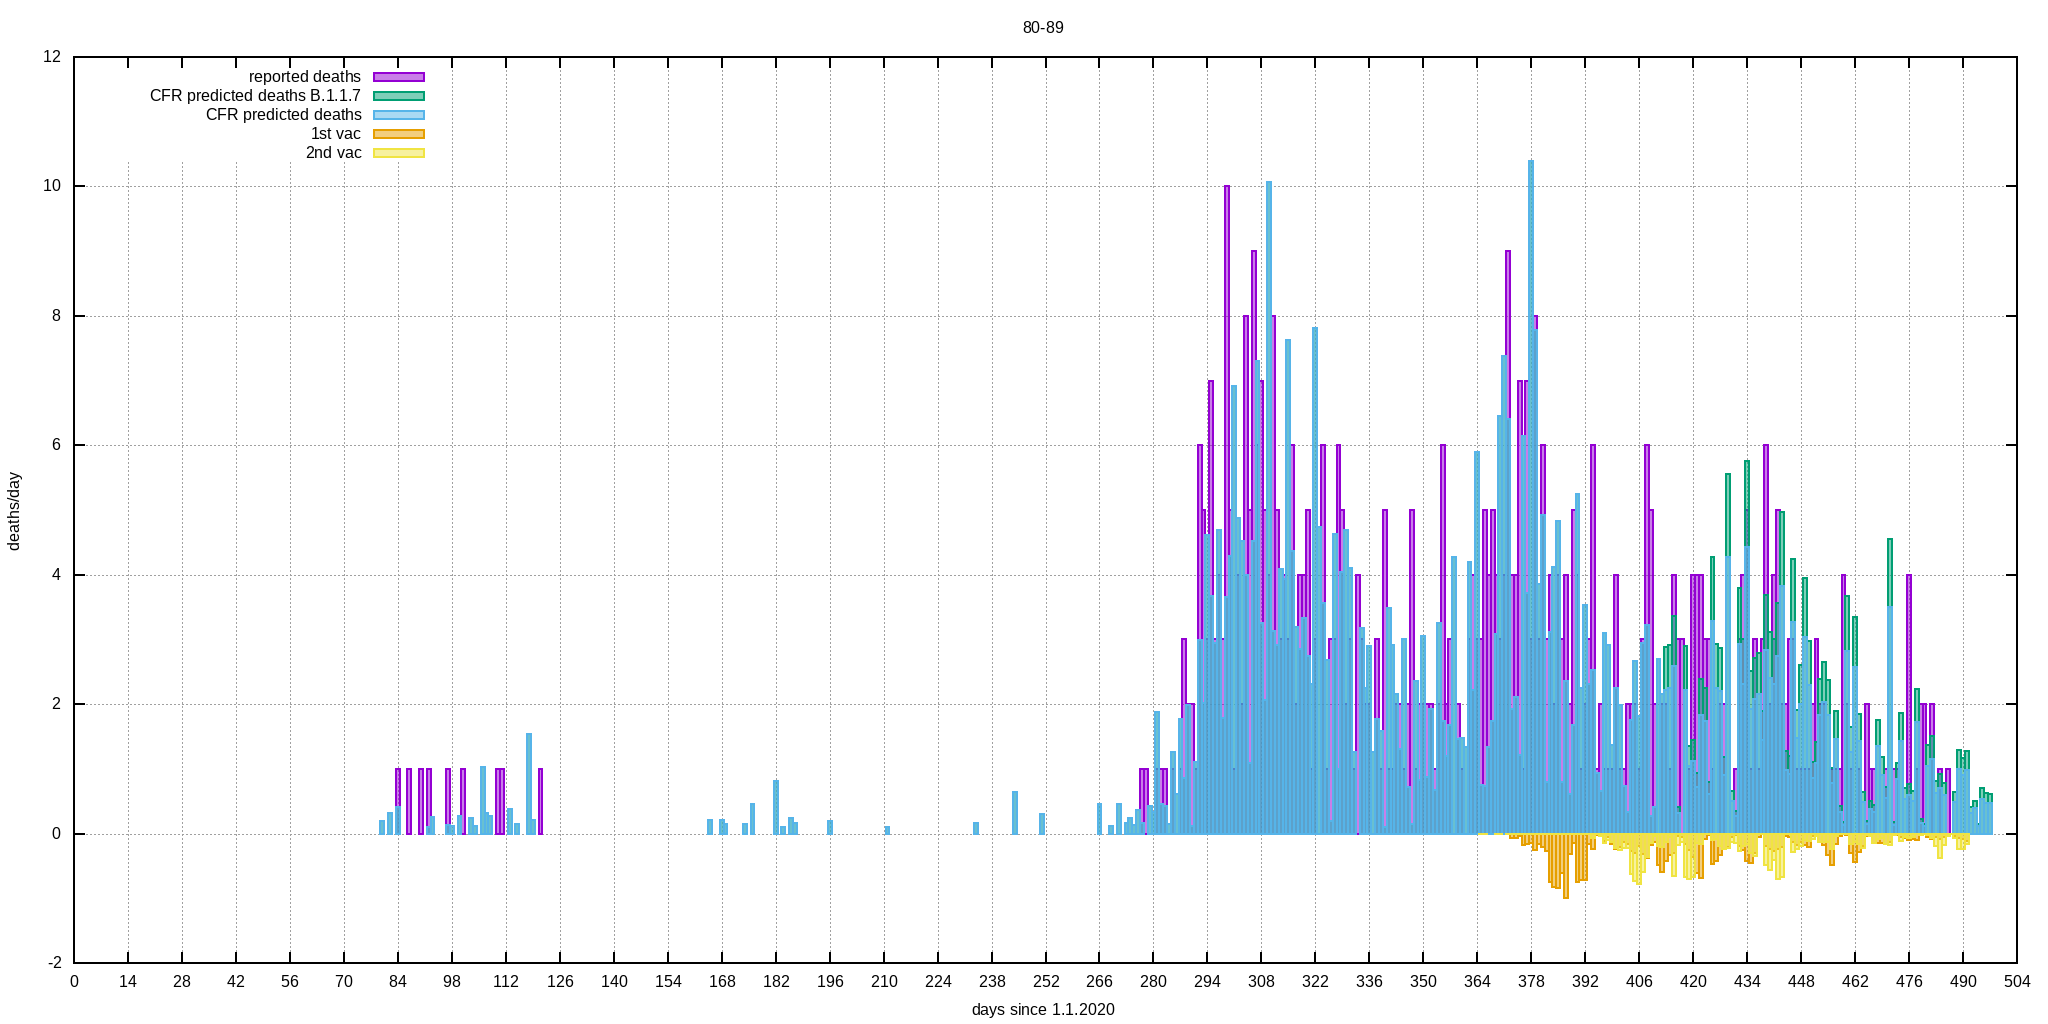 80-89
reported deaths
CFR predicted deaths B.1.1.7
CFR predicted deaths
1st vac
2nd vac
12
10
8
6
4
2
0
-2
deaths/day
0 14 28 42 56 70 84 98 112 126 140 154 168 182 196 210 224 238 252 266 280 294 308 322 336 350 364 378 392 406 420 434 448 462 476 490 504
days since 1.1.2020